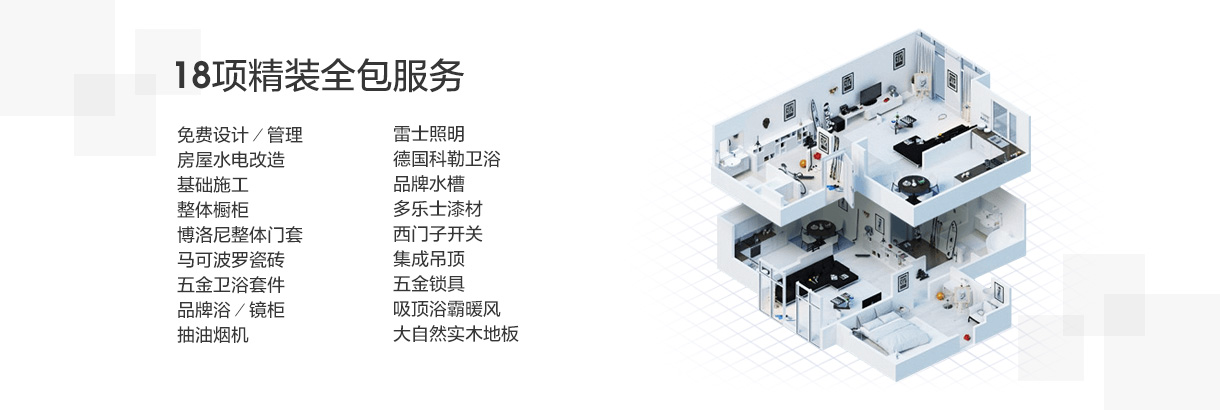 18项精装全包服务
免费设计／管理
房屋水电改造
基础施工
整体橱柜
博洛尼整体门套
马可波罗瓷砖
五金卫浴套件
品牌浴／镜柜
抽油烟机
雷士照明
德国科勒卫浴
品牌水槽
多乐士漆材
西门子开关
集成吊顶
五金锁具
吸顶浴霸暖风
大自然实木地板